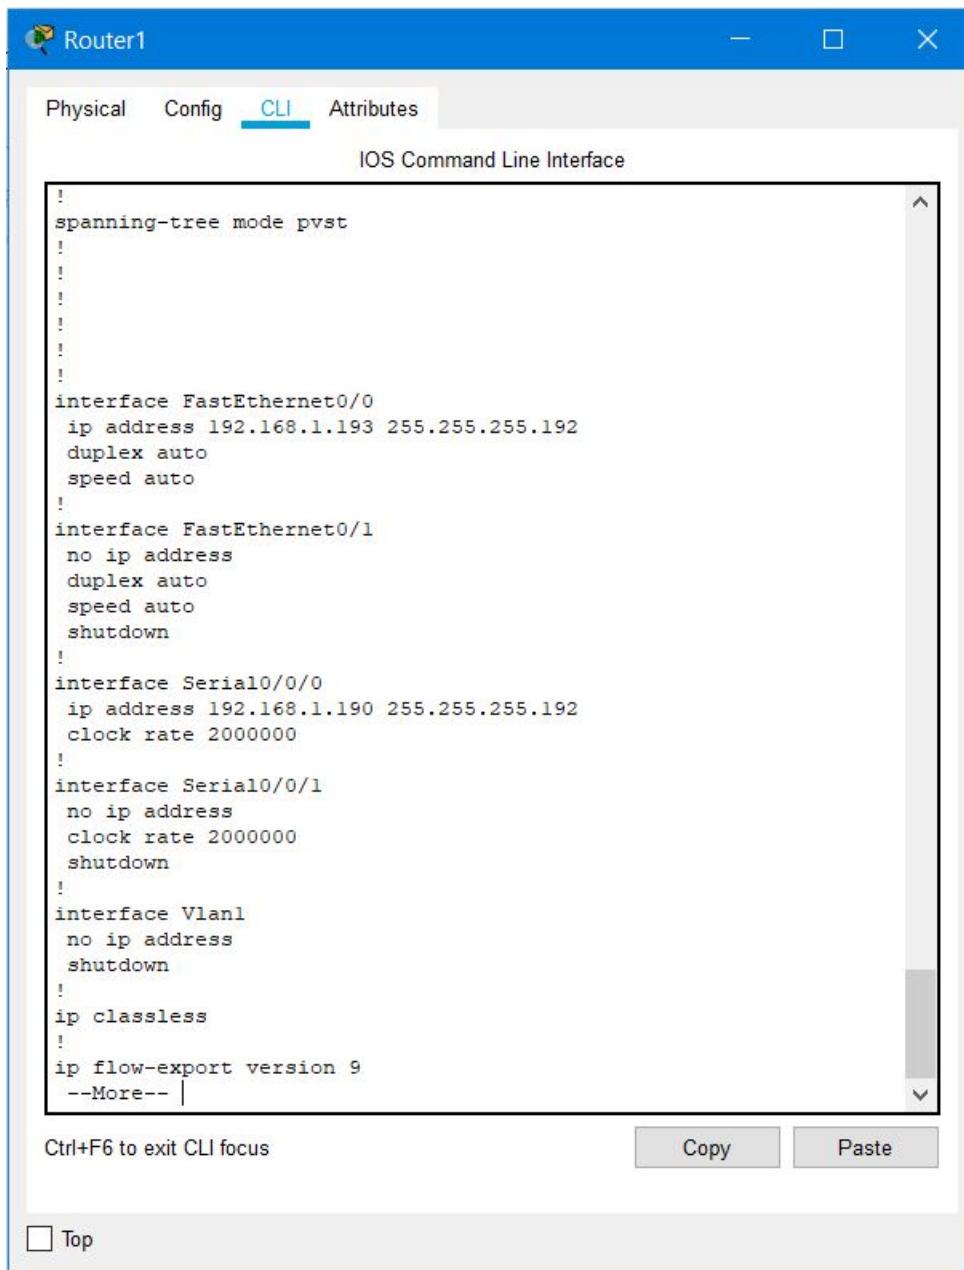 Router1
Physical Config CLI Attributes
IOS Command Line Interface
!
spanning-tree mode pvst
!
!
!
!
!
!
interface FastEthernet0/0
 ip address 192.168.1.193 255.255.255.192
 duplex auto
 speed auto
!
interface FastEthernet0/1
 no ip address
 duplex auto
 speed auto
 shutdown
!
interface Serial0/0/0
 ip address 192.168.1.190 255.255.255.192
 clock rate 2000000
!
interface Serial0/0/1
 no ip address
 clock rate 2000000
 shutdown
!
interface Vlan1
 no ip address
 shutdown
!
ip classless
!
ip flow-export version 9
 --More--
Ctrl+F6 to exit CLI focus
Copy Paste
Top